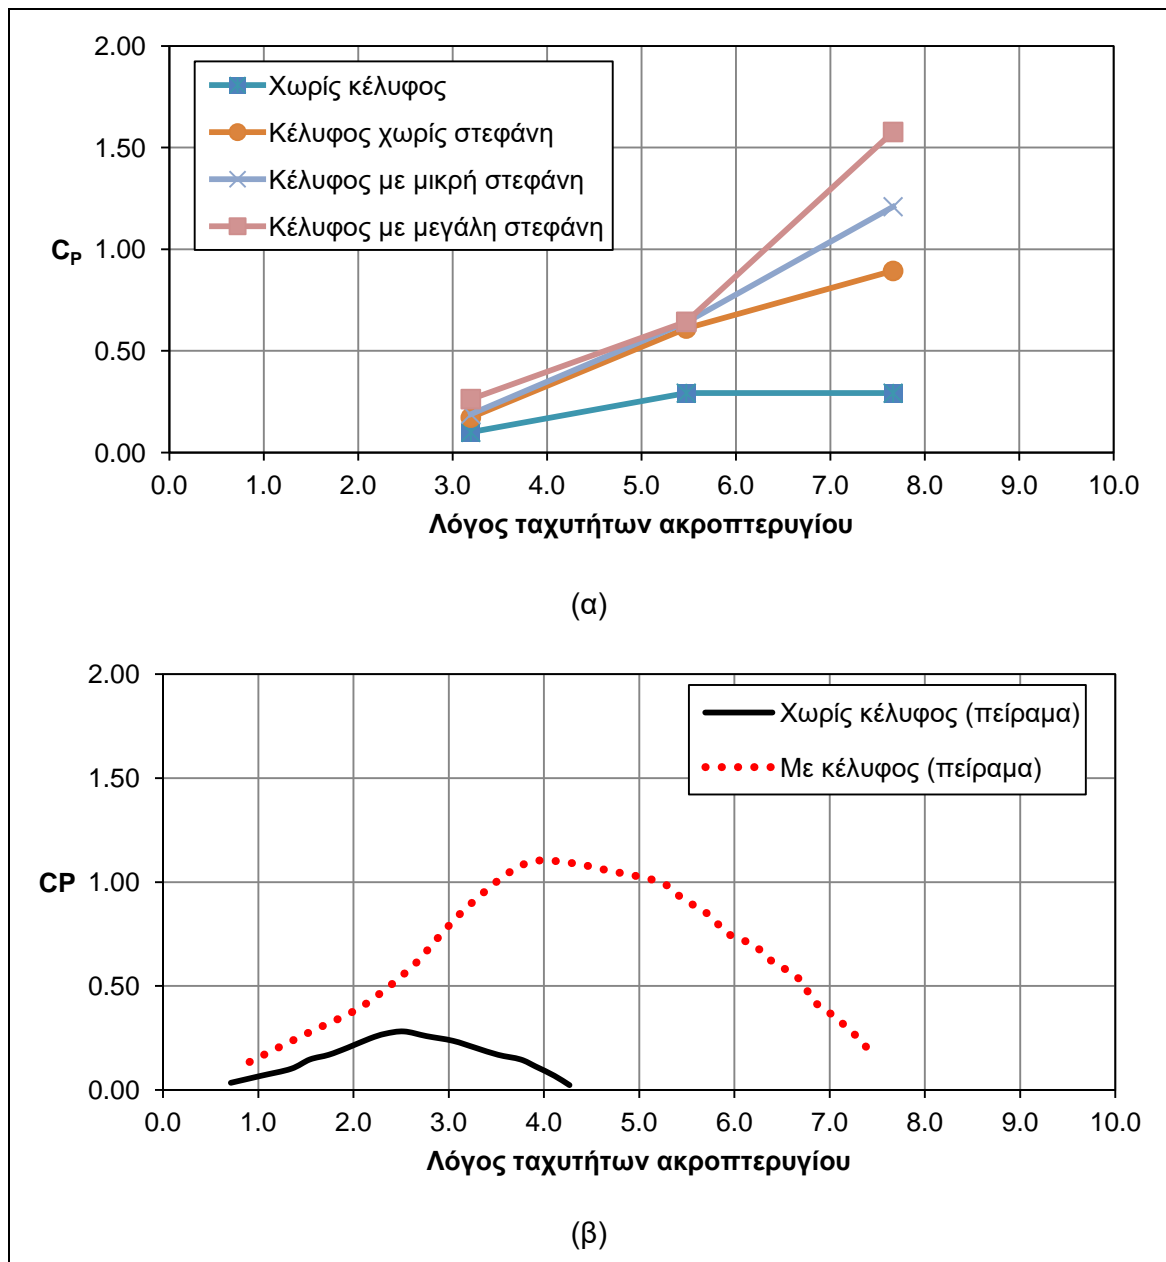 2.00
1.50
1.00
0.50
0.00
C_P
Χωρίς κέλυφος
Κέλυφος χωρίς στεφάνη
Κέλυφος με μικρή στεφάνη
Κέλυφος με μεγάλη στεφάνη
0.0 1.0 2.0 3.0 4.0 5.0 6.0 7.0 8.0 9.0 10.0
Λόγος ταχυτήτων ακροπτερυγίου
(α)
2.00
1.50
1.00
0.50
0.00
CP
Χωρίς κέλυφος (πείραμα)
Με κέλυφος (πείραμα)
0.0 1.0 2.0 3.0 4.0 5.0 6.0 7.0 8.0 9.0 10.0
Λόγος ταχυτήτων ακροπτερυγίου
(β)